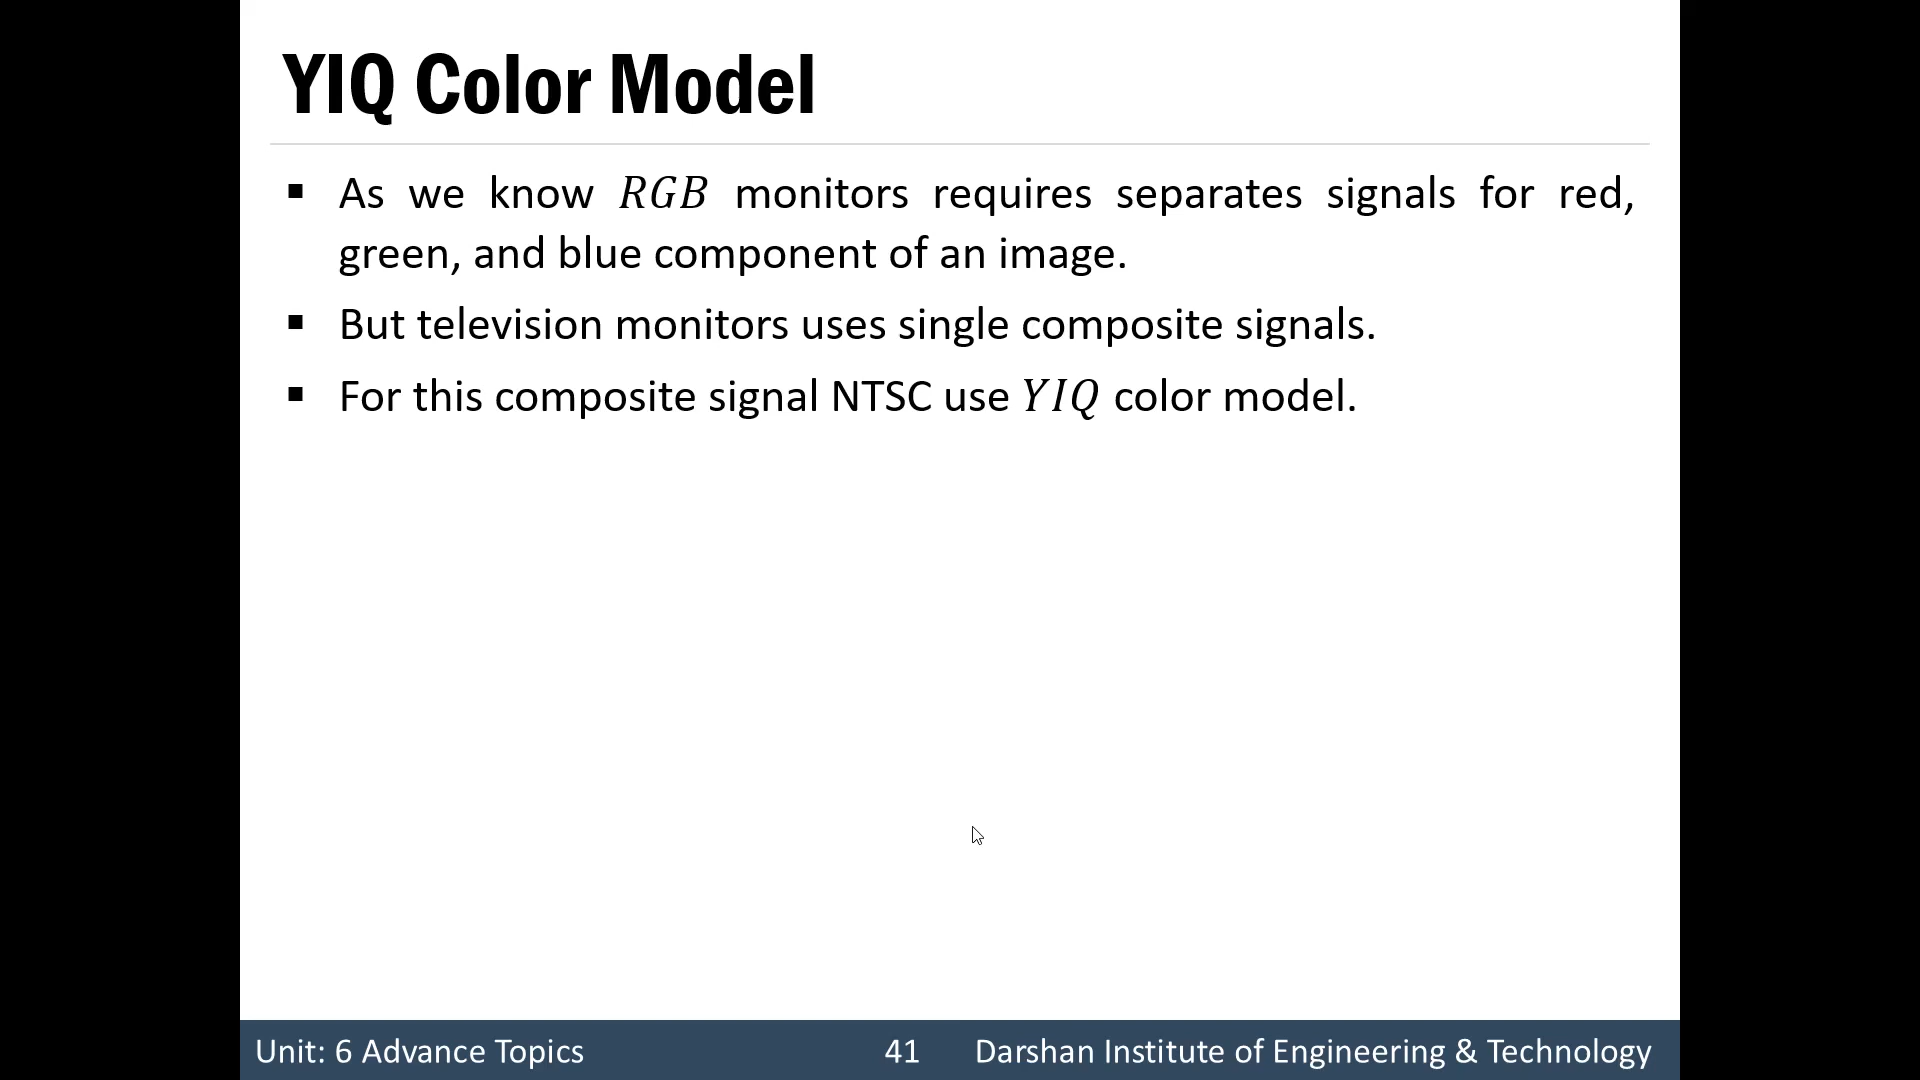 YIQ Color Model
▪ As we know RGB monitors requires separates signals for red,
green, and blue component of an image.
▪ But television monitors uses single composite signals.
▪ For this composite signal NTSC use YIQ color model.
Unit: 6 Advance Topics 41 Darshan Institute of Engineering & Technology